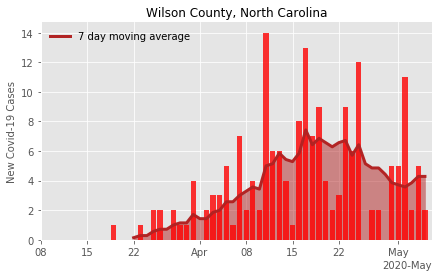 Wilson County, North Carolina
7 day moving average
New Covid-19 Cases
14
12
10
8
6
4
2
0
08 15 22 Apr 08 15 22 May
2020-May